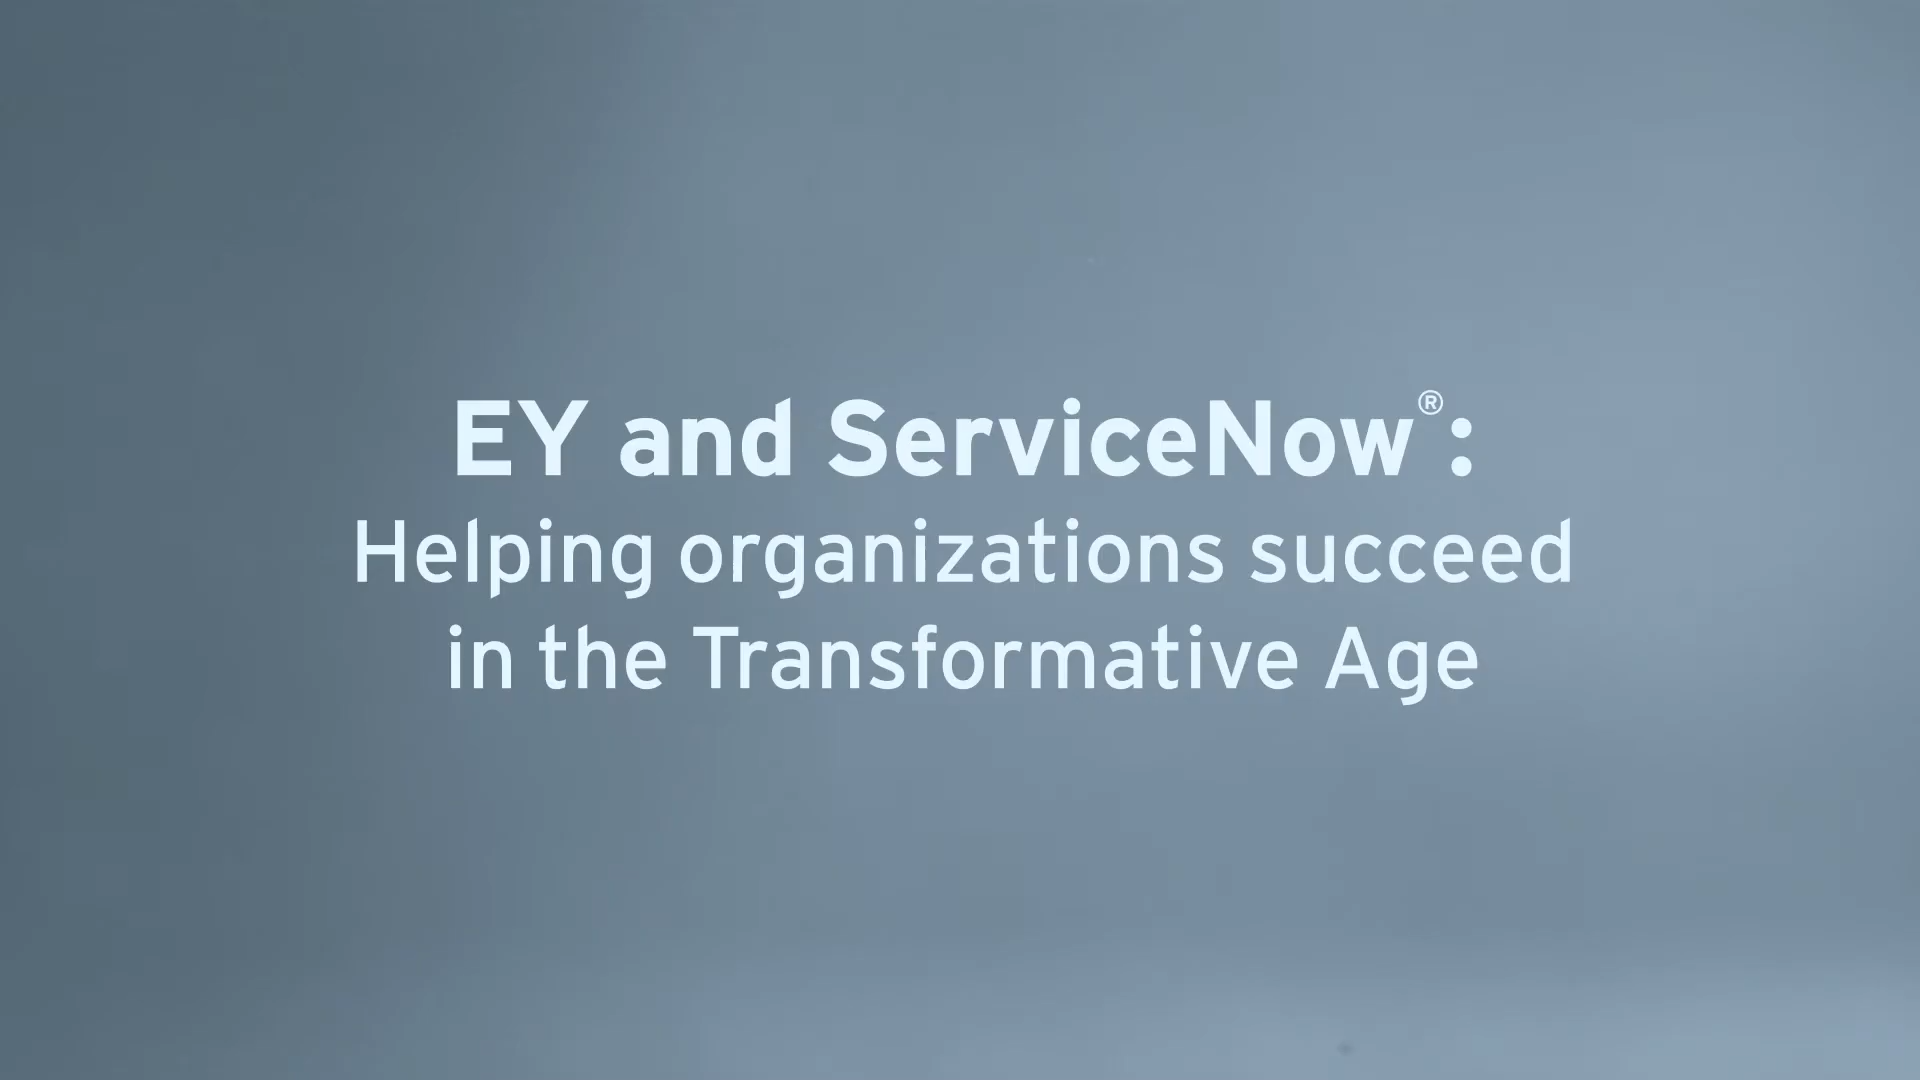 EY and ServiceNow®:
Helping organizations succeed
in the Transformative Age